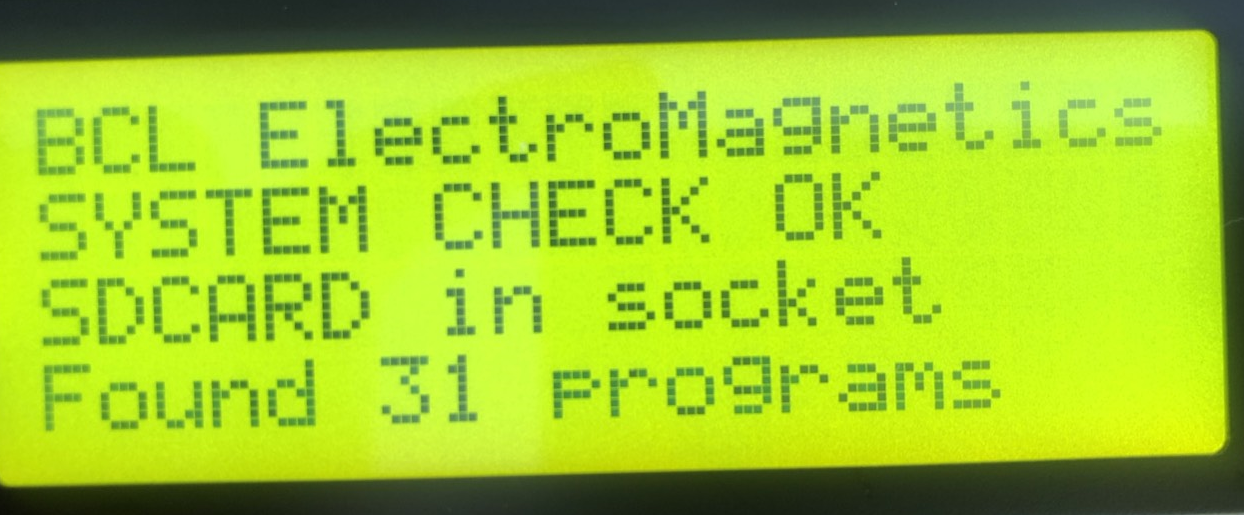 BCL ElectroMagnetics
SYSTEM CHECK OK
SDCARD in socket
Found 31 programs